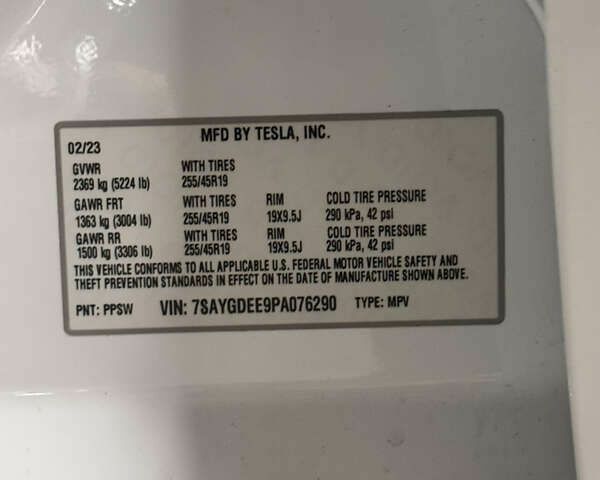 MFD BY TESLA, INC.
02/23
GVWR WITH TIRES
2369 kg (5224 lb) 255/45R19
GAWR FRT WITH TIRES RIM COLD TIRE PRESSURE
1363 kg (3004 lb) 255/45R19 19X9.5J 290 kPa, 42 psi
GAWR RR WITH TIRES RIM COLD TIRE PRESSURE
1500 kg (3306 lb) 255/45R19 19X9.5J 290 kPa, 42 psi
THIS VEHICLE CONFORMS TO ALL APPLICABLE U.S. FEDERAL MOTOR VEHICLE SAFETY AND
THEFT PREVENTION STANDARDS IN EFFECT ON THE DATE OF MANUFACTURE SHOWN ABOVE.
PNT: PPSW VIN: 7SAYGDEE9PA076290 TYPE: MPV